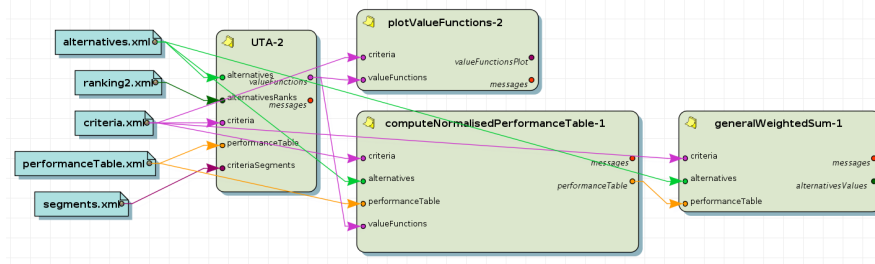 alternatives.xml
ranking2.xml
criteria.xml
performanceTable.xml
segments.xml
UTA-2
alternatives
valueFunctions
alternativesRanks
messages
criteria
performanceTable
criteriaSegments
plotValueFunctions-2
criteria
valueFunctionsPlot
valueFunctions
messages
computeNormalisedPerformanceTable-1
criteria
messages
alternatives
performanceTable
performanceTable
valueFunctions
generalWeightedSum-1
criteria
messages
alternatives
alternativesValues
performanceTable